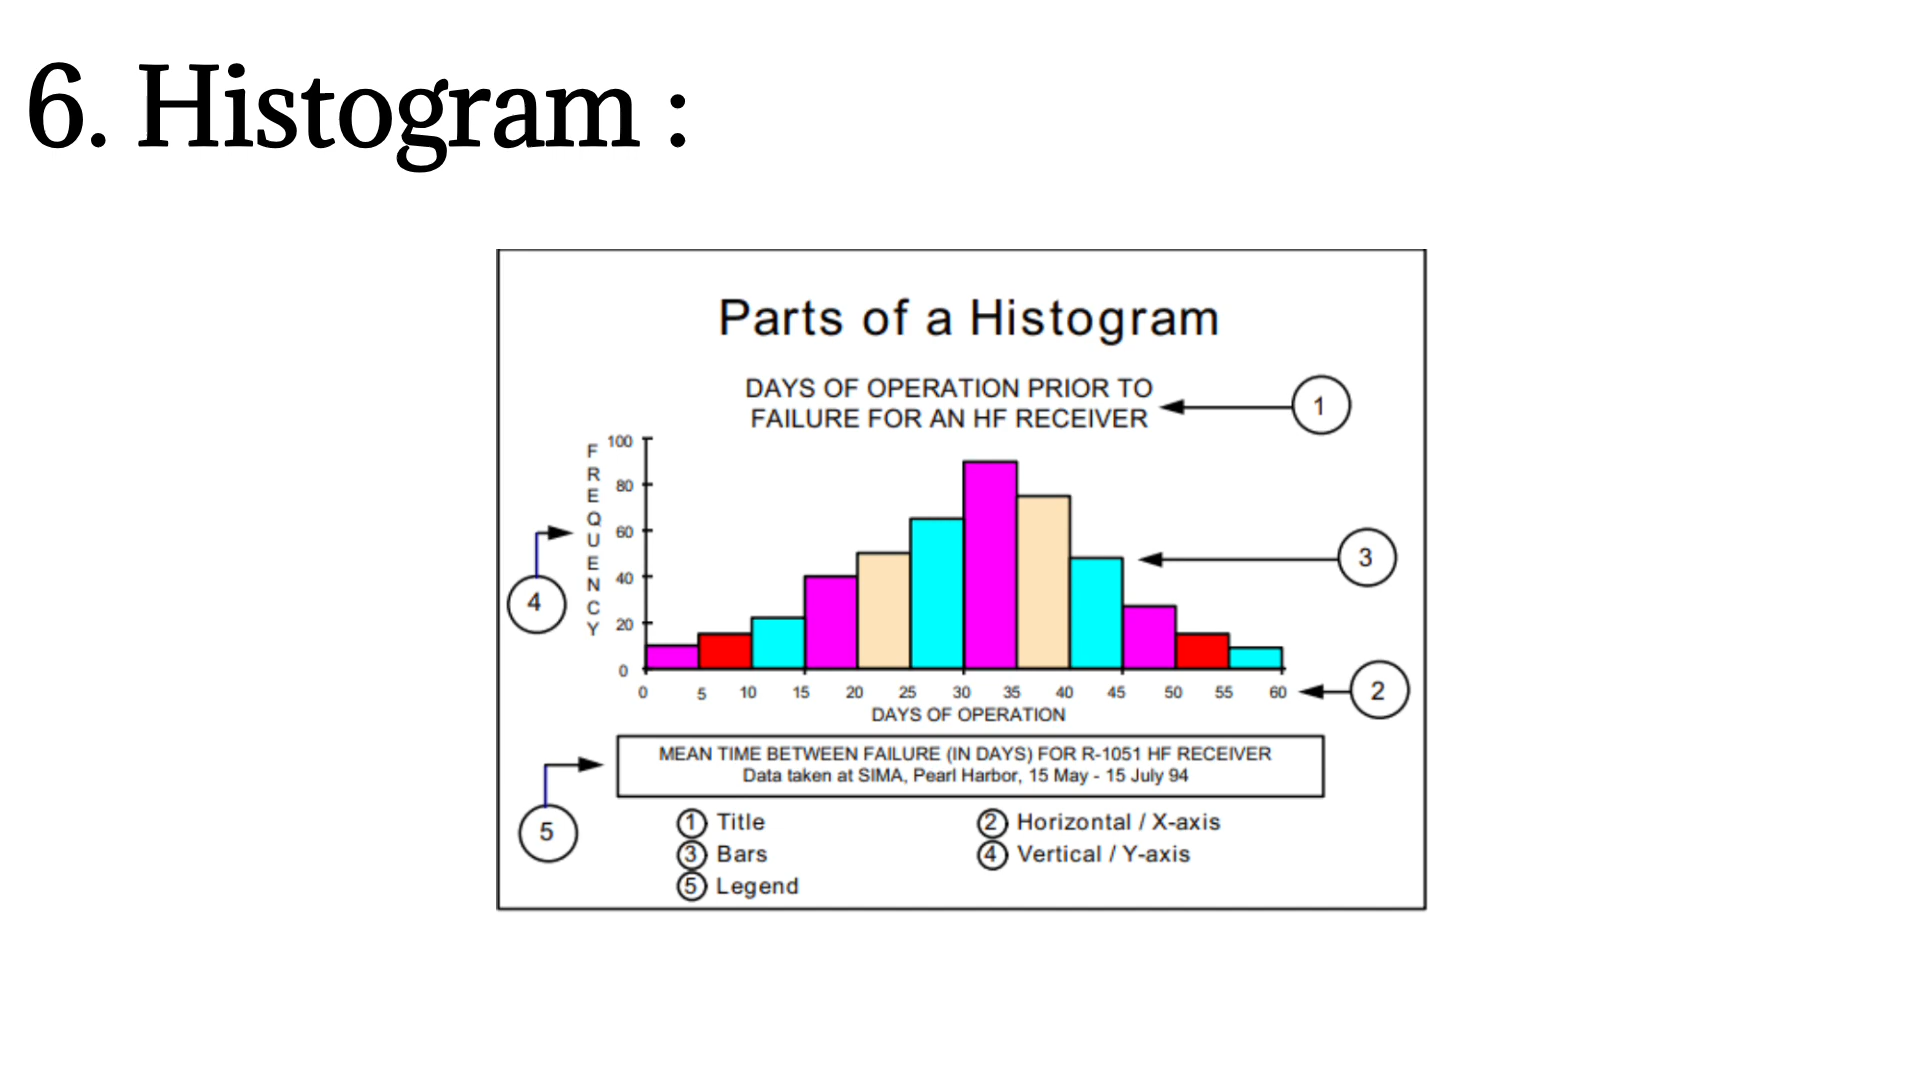 6. Histogram :
Parts of a Histogram
DAYS OF OPERATION PRIOR TO
FAILURE FOR AN HF RECEIVER
1
FREQUENCY
100
80
60
40
20
0
3
4
0 5 10 15 20 25 30 35 40 45 50 55 60
2
DAYS OF OPERATION
MEAN TIME BETWEEN FAILURE (IN DAYS) FOR R-1051 HF RECEIVER
Data taken at SIMA, Pearl Harbor, 15 May - 15 July 94
5
1 Title
2 Horizontal / X-axis
3 Bars
4 Vertical / Y-axis
5 Legend